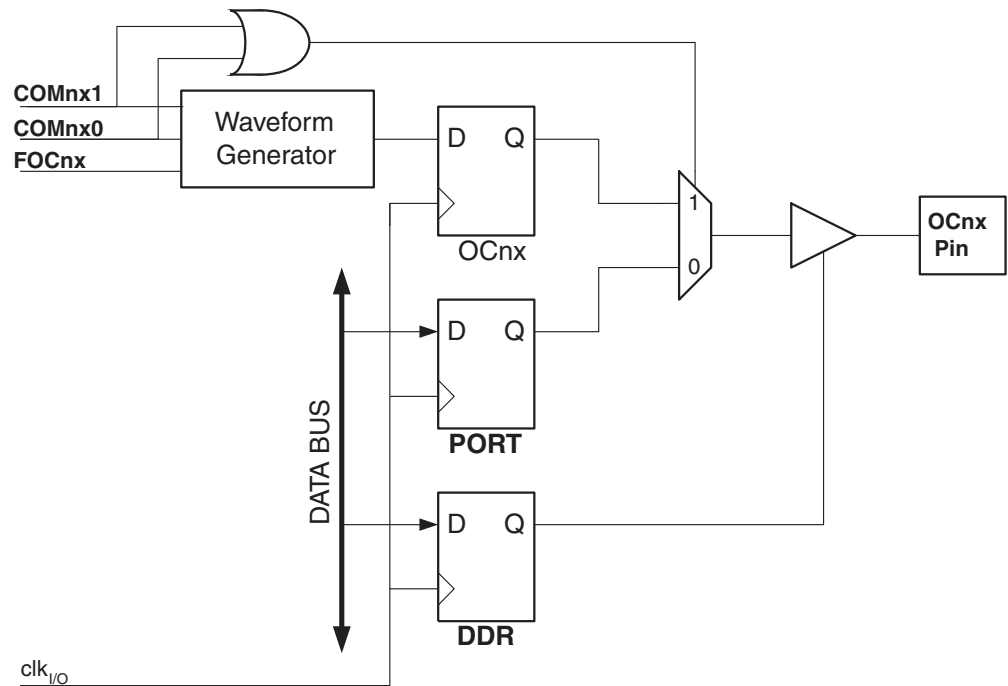 COMnx1
COMnx0
FOCnx
Waveform
Generator
D Q
OCnx
1
0
OCnx
Pin
D Q
PORT
DATA BUS
D Q
DDR
clkI/O